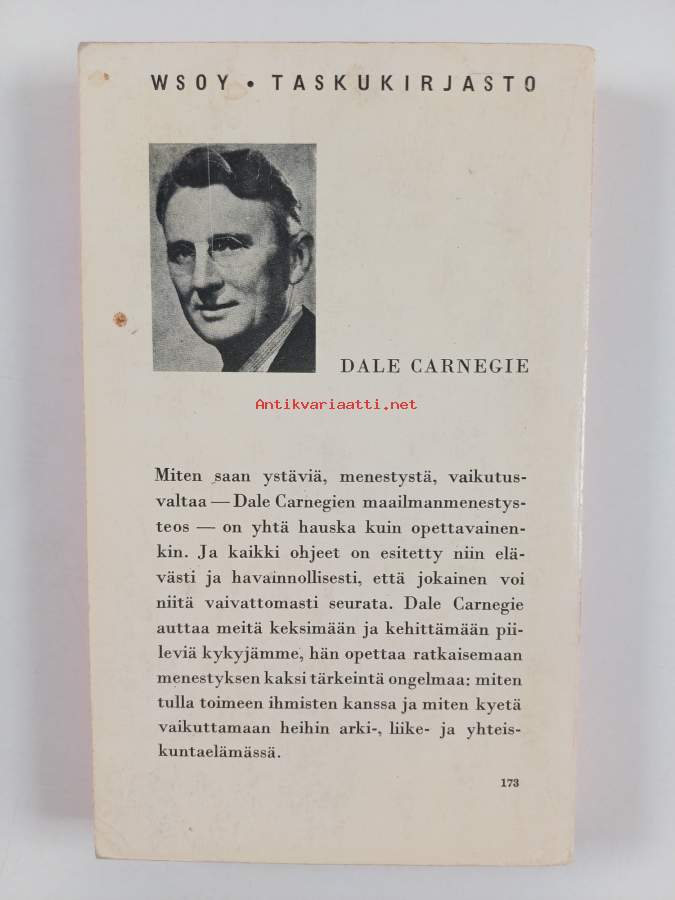 WSOY • TASKUKIRJASTO
DALE CARNEGIE
Antikvariaatti.net
Miten saan ystäviä, menestystä, vaikutus-
valtaa — Dale Carnegien maailmanmenestys-
teos — on yhtä hauska kuin opettavainen-
kin. Ja kaikki ohjeet on esitetty niin elä-
västi ja havainnollisesti, että jokainen voi
niitä vaivattomasti seurata. Dale Carnegie
auttaa meitä keksimään ja kehittämään pii-
leviä kykyjämme, hän opettaa ratkaisemaan
menestyksen kaksi tärkeintä ongelmaa: miten
tulla toimeen ihmisten kanssa ja miten kyetä
vaikuttamaan heihin arki-, liike- ja yhteis-
kuntaelämässä.
173